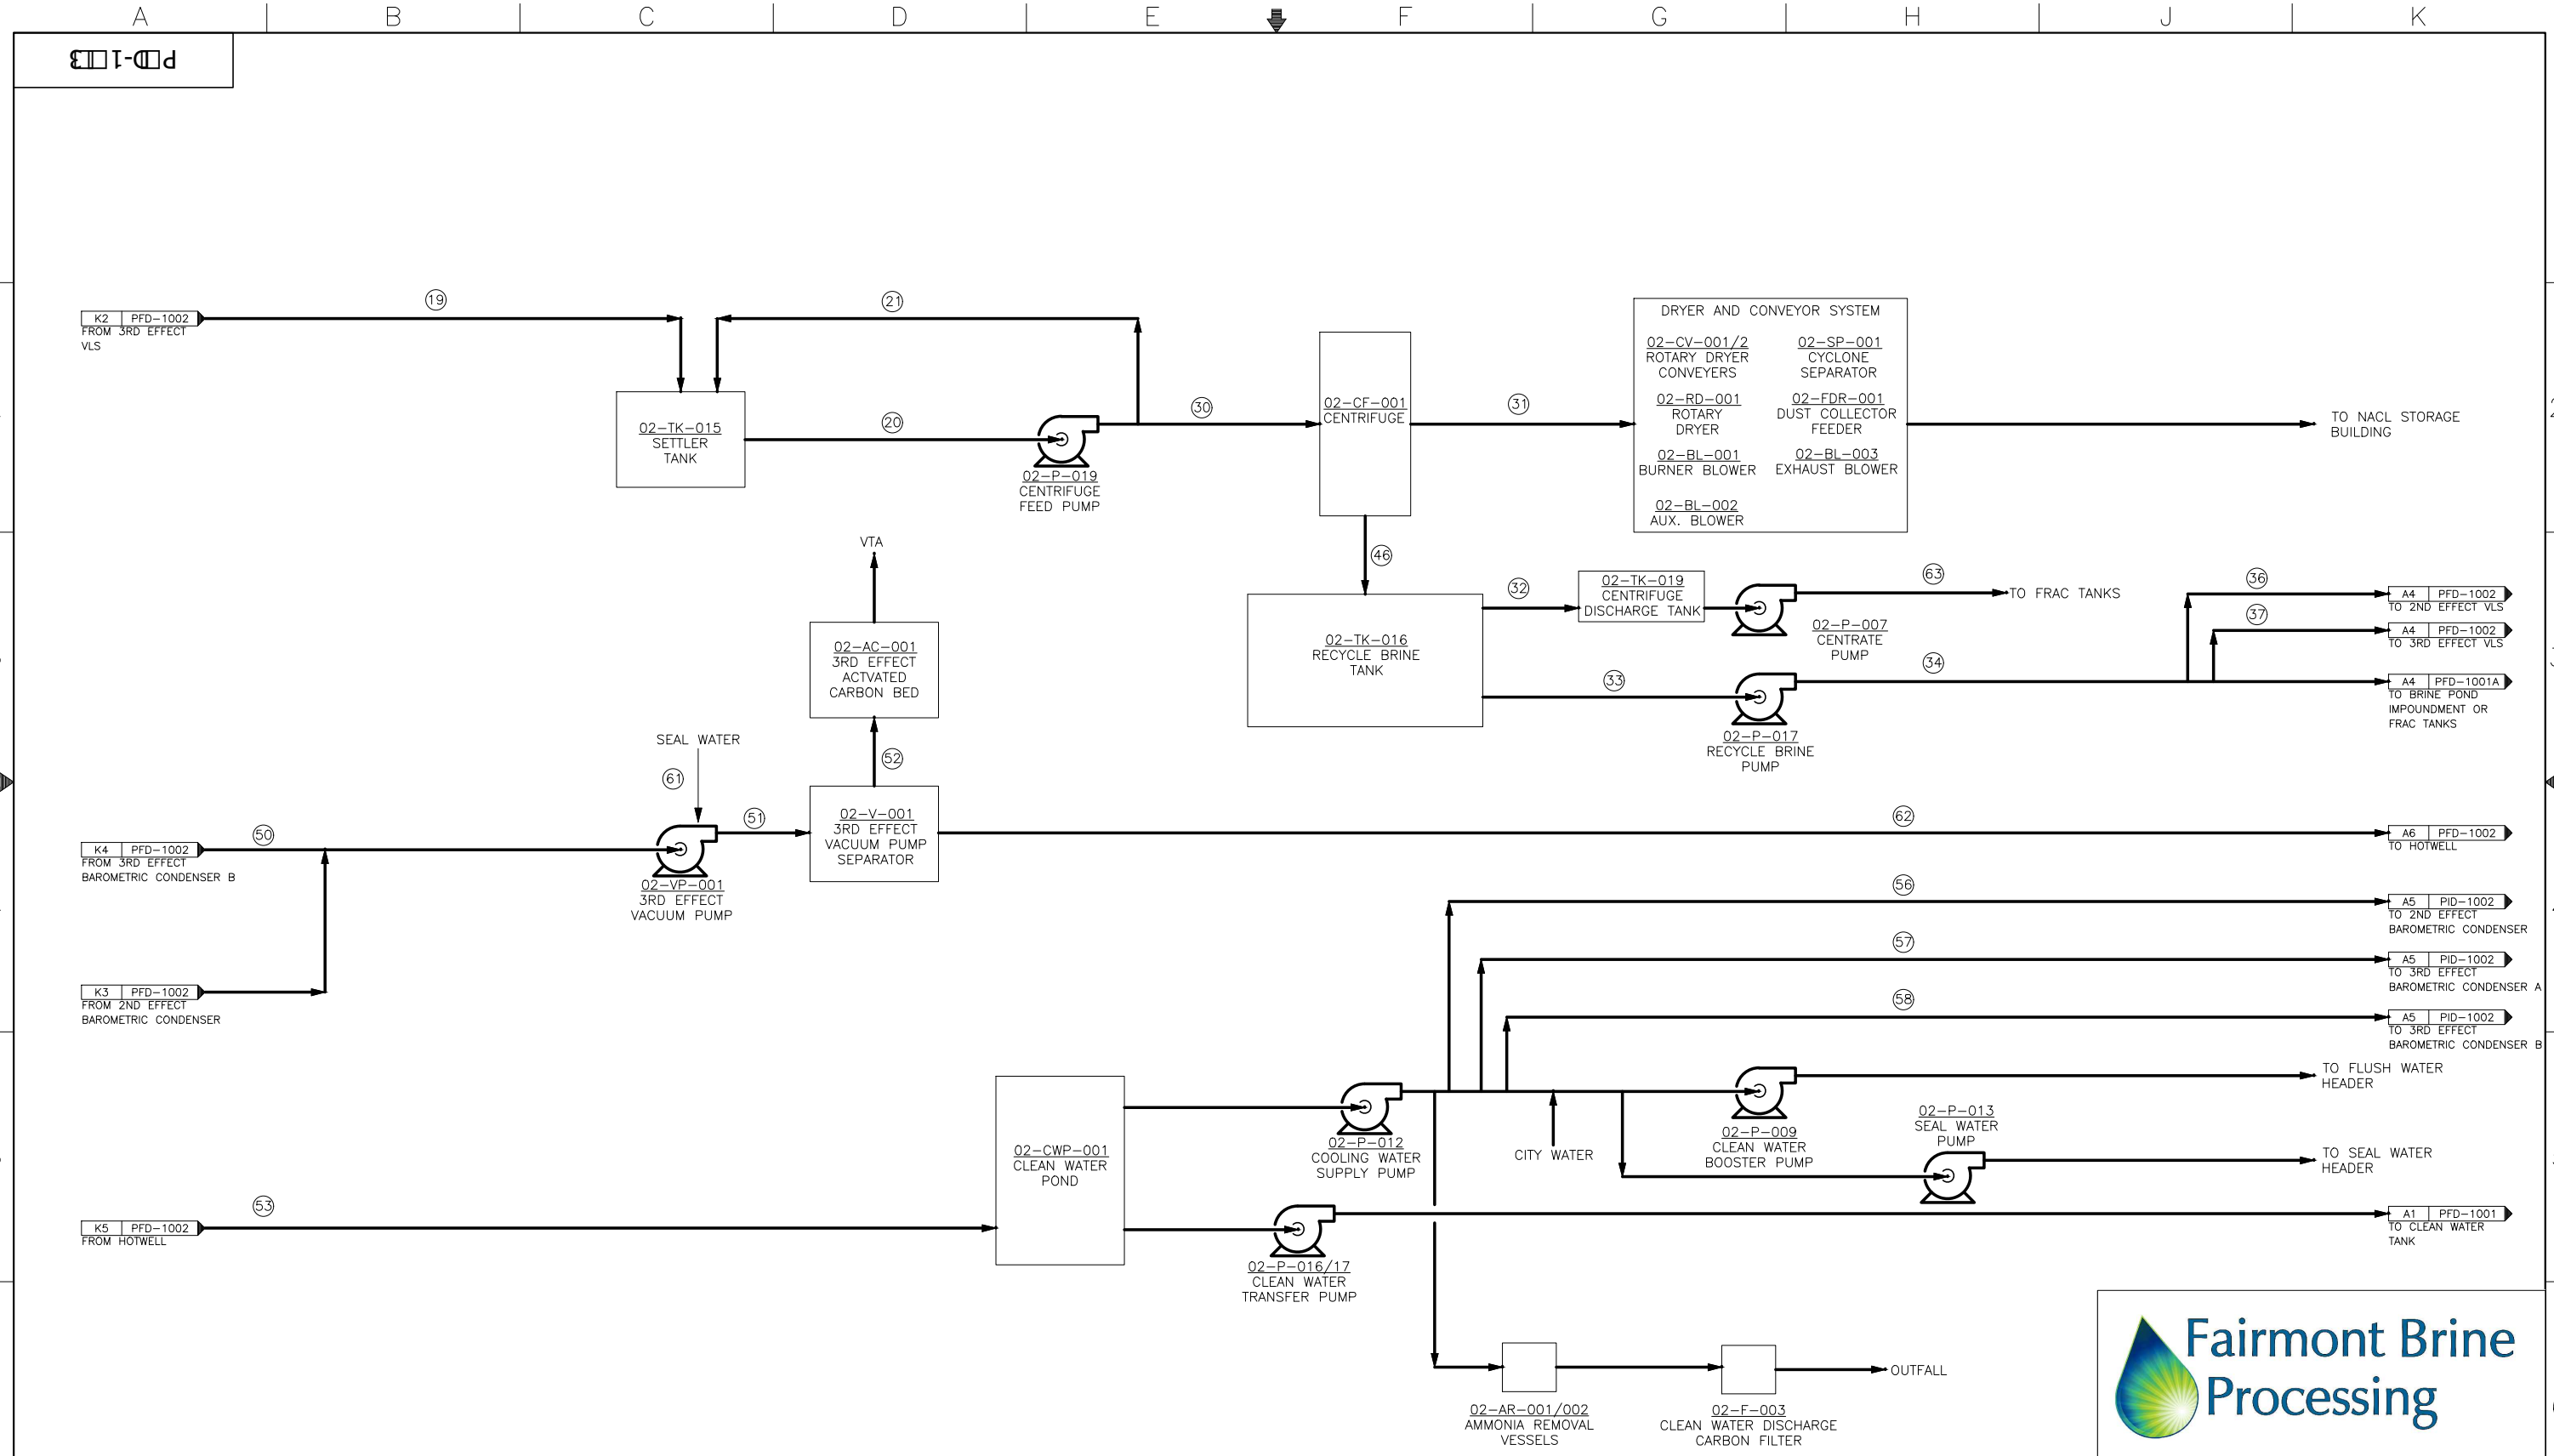 A B C D E F G H J K
PFD-1003
19
21
K2 PFD-1002
FROM 3RD EFFECT
VLS
02-TK-015
SETTLER
TANK
20
02-P-019
CENTRIFUGE
FEED PUMP
30
02-CF-001
CENTRIFUGE
31
DRYER AND CONVEYOR SYSTEM
02-CV-001/2
ROTARY DRYER
CONVEYERS
02-SP-001
CYCLONE
SEPARATOR
02-RD-001
ROTARY
DRYER
02-FDR-001
DUST COLLECTOR
FEEDER
02-BL-001
BURNER BLOWER
02-BL-003
EXHAUST BLOWER
02-BL-002
AUX. BLOWER
TO NACL STORAGE
BUILDING
VTA
46
02-AC-001
3RD EFFECT
ACTVATED
CARBON BED
52
02-TK-016
RECYCLE BRINE
TANK
32
02-TK-019
CENTRIFUGE
DISCHARGE TANK
02-P-007
CENTRATE
PUMP
63
TO FRAC TANKS
33
02-P-017
RECYCLE BRINE
PUMP
34
36
A4 PFD-1002
TO 2ND EFFECT VLS
37
A4 PFD-1002
TO 3RD EFFECT VLS
A4 PFD-1001A
TO BRINE POND
IMPOUNDMENT OR
FRAC TANKS
SEAL WATER
61
50
K4 PFD-1002
FROM 3RD EFFECT
BAROMETRIC CONDENSER B
02-VP-001
3RD EFFECT
VACUUM PUMP
51
02-V-001
3RD EFFECT
VACUUM PUMP
SEPARATOR
62
A6 PFD-1002
TO HOTWELL
K3 PFD-1002
FROM 2ND EFFECT
BAROMETRIC CONDENSER
56
A5 PID-1002
TO 2ND EFFECT
BAROMETRIC CONDENSER
57
A5 PID-1002
TO 3RD EFFECT
BAROMETRIC CONDENSER A
58
A5 PID-1002
TO 3RD EFFECT
BAROMETRIC CONDENSER B
02-CWP-001
CLEAN WATER
POND
02-P-012
COOLING WATER
SUPPLY PUMP
CITY WATER
02-P-009
CLEAN WATER
BOOSTER PUMP
TO FLUSH WATER
HEADER
02-P-013
SEAL WATER
PUMP
TO SEAL WATER
HEADER
53
K5 PFD-1002
FROM HOTWELL
02-P-016/17
CLEAN WATER
TRANSFER PUMP
A1 PFD-1001
TO CLEAN WATER
TANK
02-AR-001/002
AMMONIA REMOVAL
VESSELS
02-F-003
CLEAN WATER DISCHARGE
CARBON FILTER
OUTFALL
Fairmont Brine
Processing